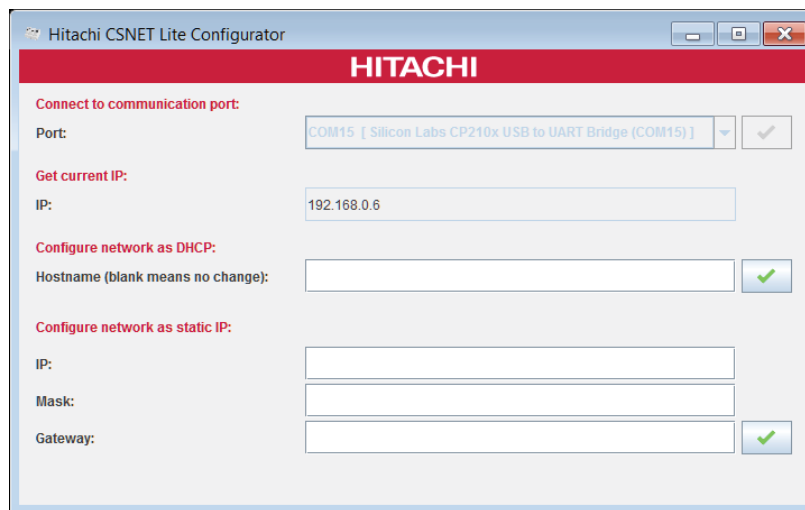 Hitachi CSNET Lite Configurator
HITACHI
Connect to communication port:
Port: COM15 [ Silicon Labs CP210x USB to UART Bridge (COM15) ]
Get current IP:
IP: 192.168.0.6
Configure network as DHCP:
Hostname (blank means no change):
Configure network as static IP:
IP:
Mask:
Gateway: